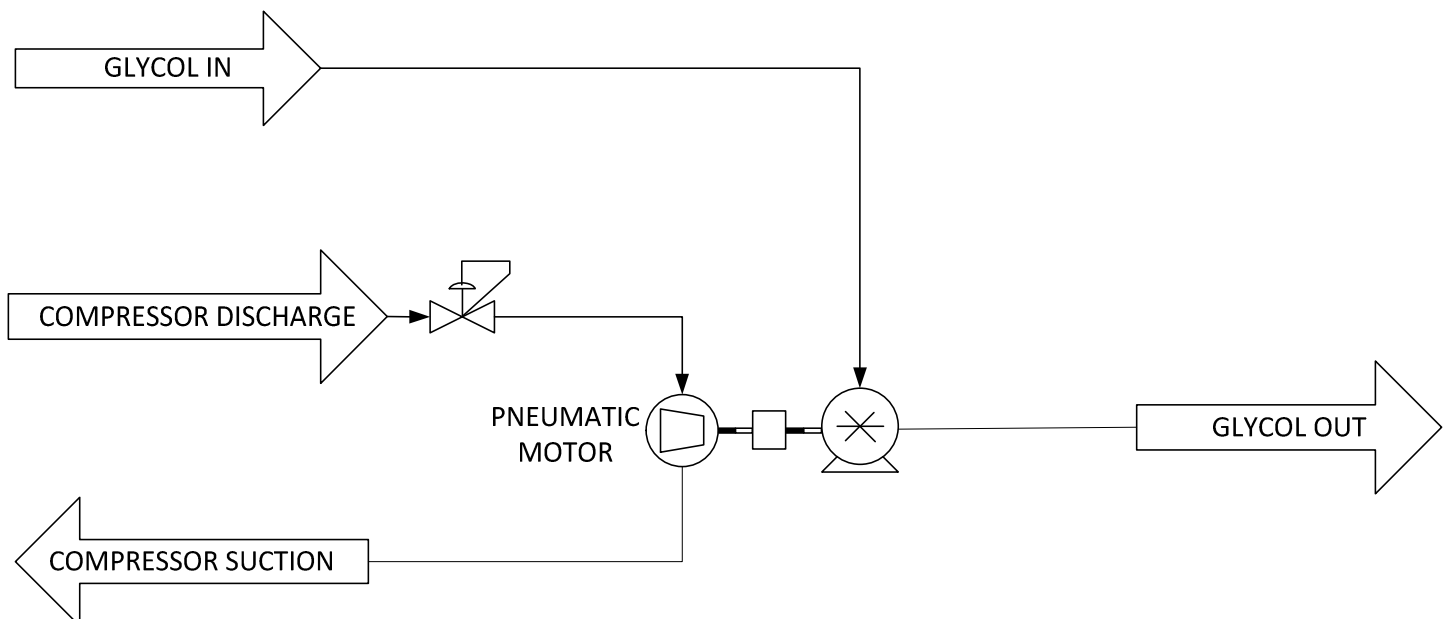 GLYCOL IN
COMPRESSOR DISCHARGE
PNEUMATIC
MOTOR
GLYCOL OUT
COMPRESSOR SUCTION